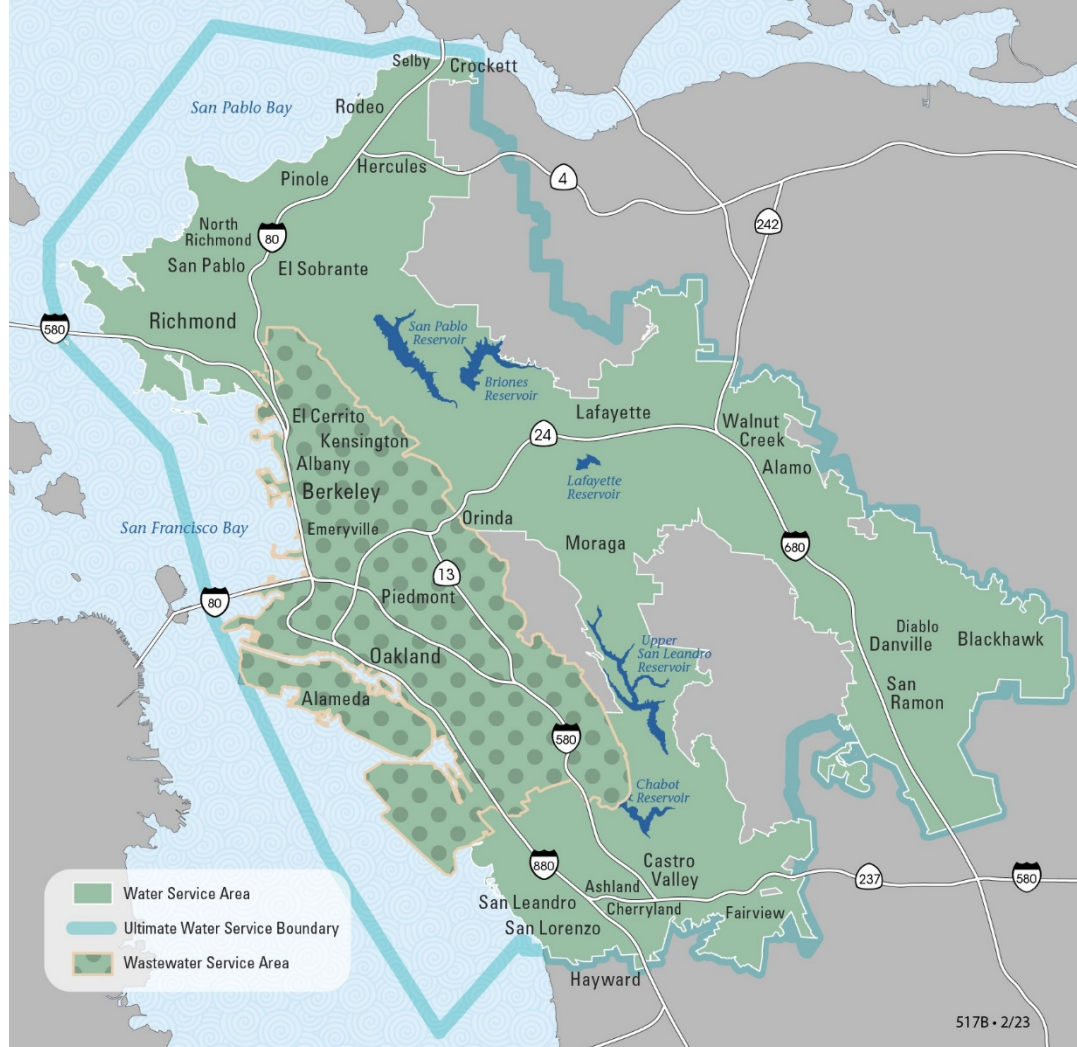 Selby
Crockett
San Pablo Bay
Rodeo
Hercules
4
Pinole
North
Richmond
80
242
San Pablo
El Sobrante
Richmond
580
San Pablo
Reservoir
Briones
Reservoir
El Cerrito
Kensington
Lafayette
Walnut
Creek
24
Albany
Alamo
Berkeley
Lafayette
Reservoir
San Francisco Bay
Emeryville
Orinda
Moraga
680
13
80
Piedmont
Diablo
Danville
Blackhawk
Upper
San Leandro
Reservoir
Oakland
Alameda
San
Ramon
580
Chabot
Reservoir
880
Castro
Valley
237
580
Ashland
Water Service Area
San Leandro
Cherryland
Fairview
Ultimate Water Service Boundary
San Lorenzo
Wastewater Service Area
Hayward
517B • 2/23